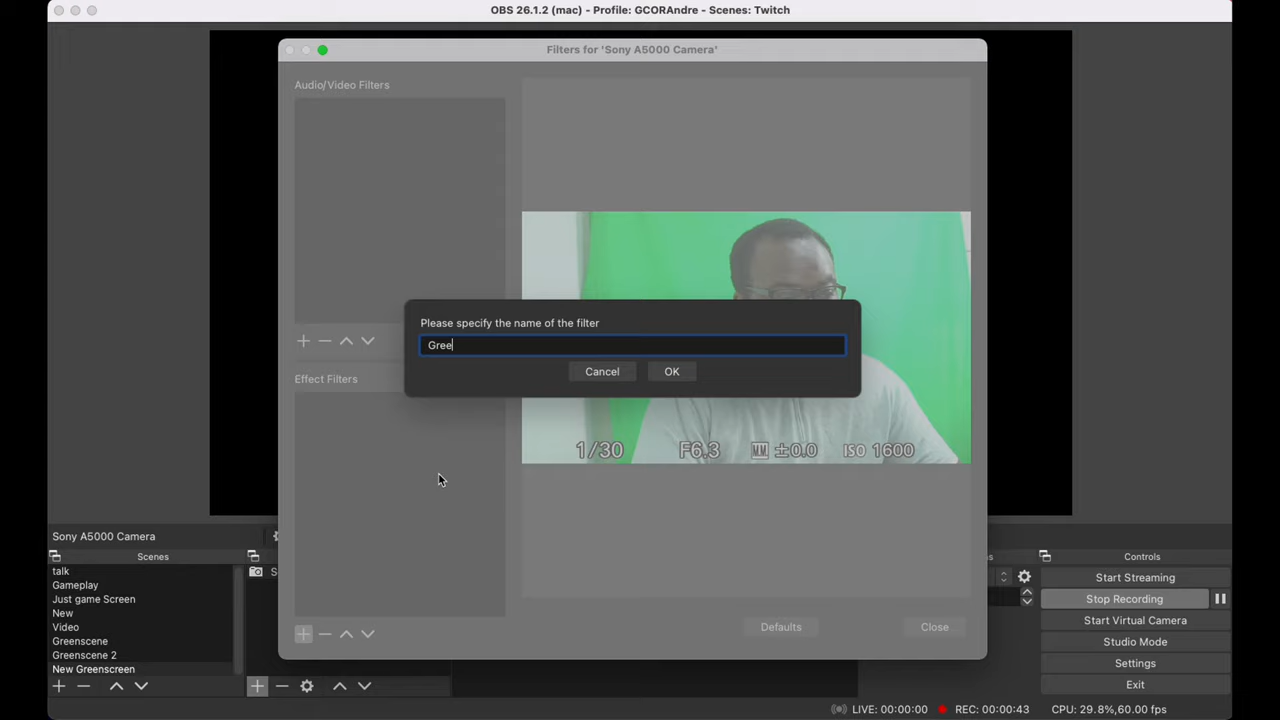 OBS 26.1.2 (mac) - Profile: GCORAndre - Scenes: Twitch
Filters for 'Sony A5000 Camera'
Audio/Video Filters
Please specify the name of the filter
Gree
Cancel
OK
Effect Filters
1/30 F6.3 M.M. ±0.0 ISO 1600
Defaults
Close
Sony A5000 Camera
Scenes
talk
Gameplay
Just game Screen
New
Video
Greenscene
Greenscene 2
New Greenscreen
Controls
Start Streaming
Stop Recording
Start Virtual Camera
Studio Mode
Settings
Exit
LIVE: 00:00:00
REC: 00:00:43
CPU: 29.8%,60.00 fps